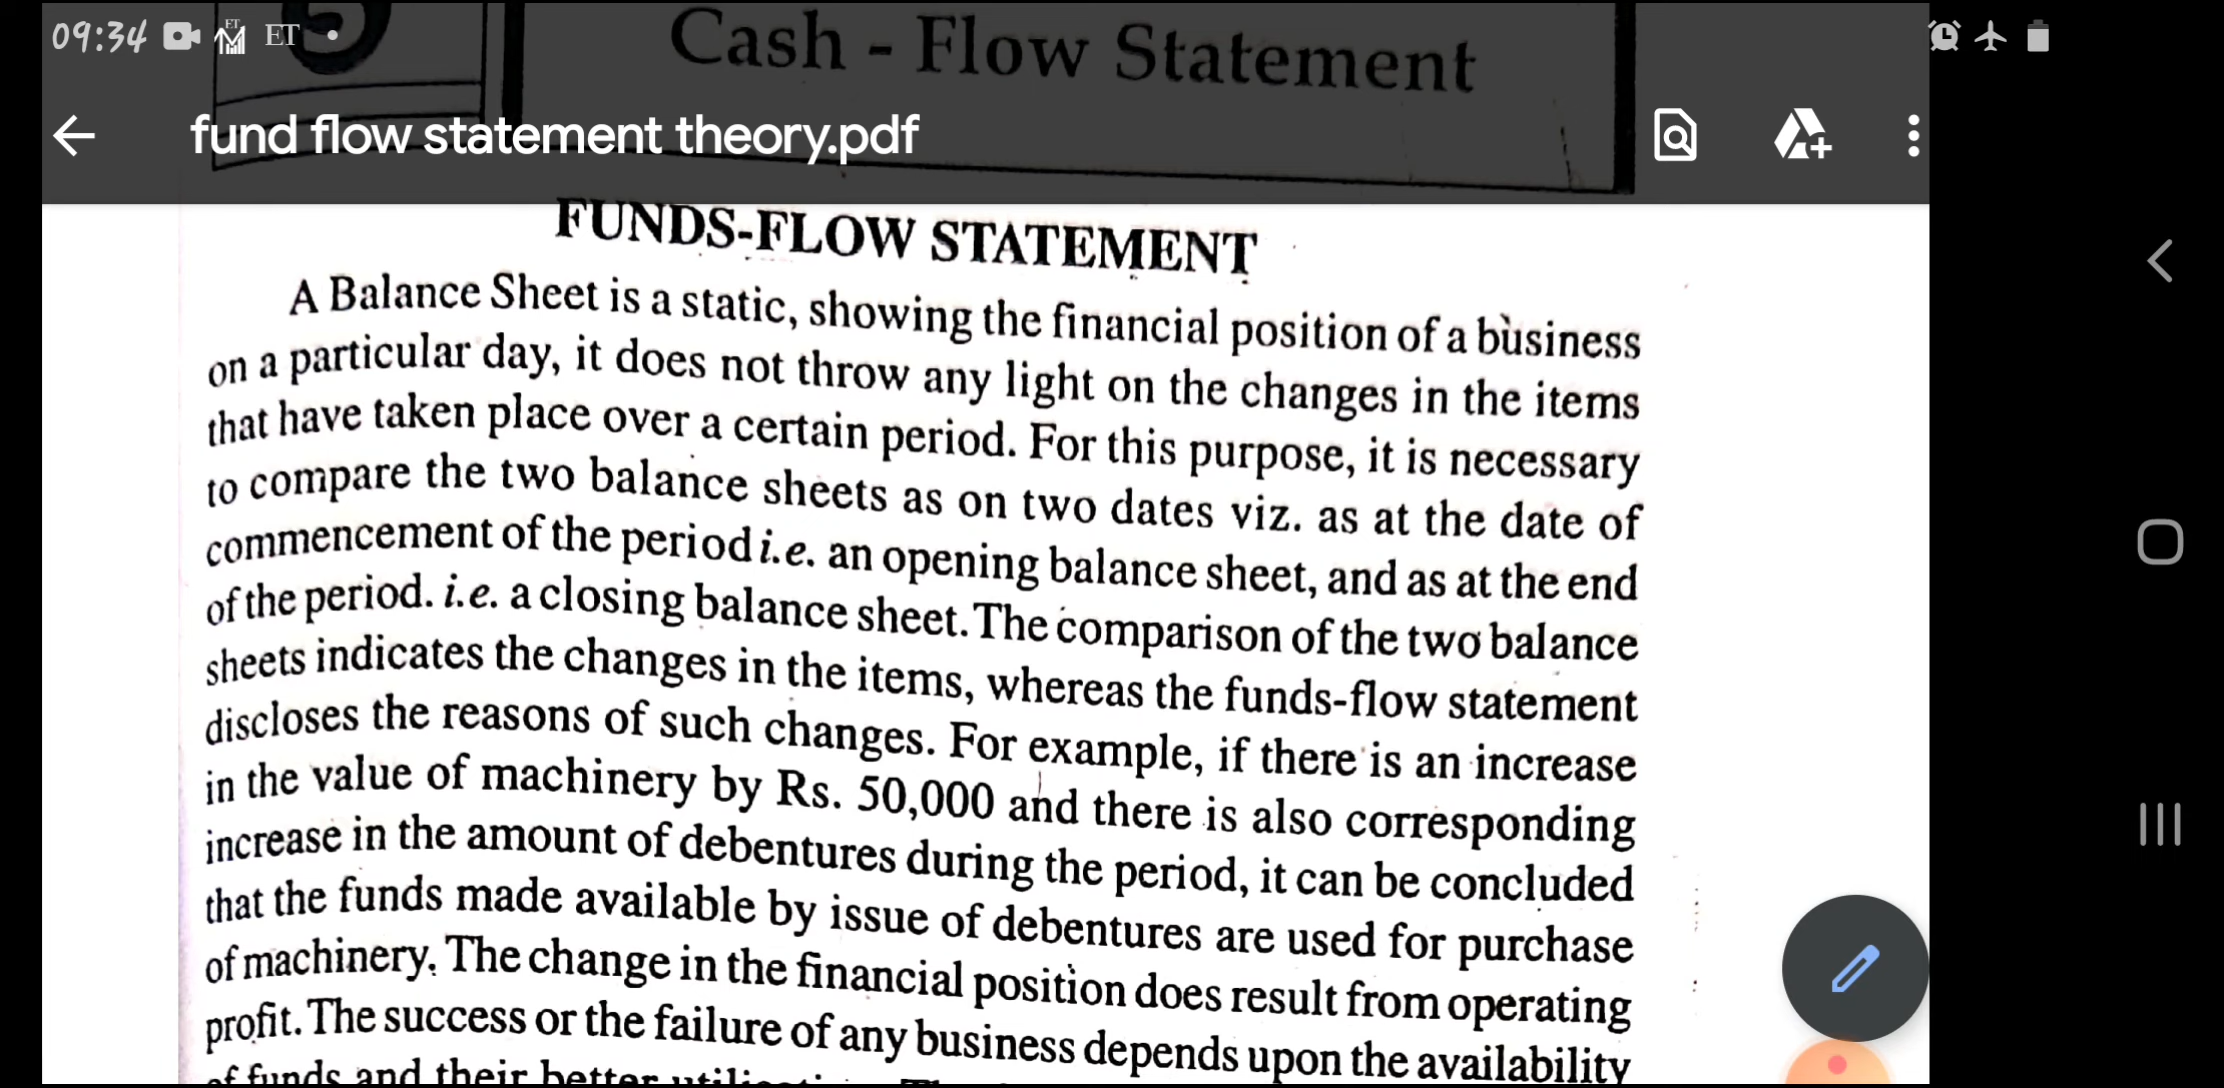 09:34 ET ET
Cash - Flow Statement
fund flow statement theory.pdf
FUNDS-FLOW STATEMENT
A Balance Sheet is a static, showing the financial position of a business
on a particular day, it does not throw any light on the changes in the items
that have taken place over a certain period. For this purpose, it is necessary
to compare the two balance sheets as on two dates viz. as at the date of
commencement of the period i.e. an opening balance sheet, and as at the end
of the period. i.e. a closing balance sheet. The comparison of the two balance
sheets indicates the changes in the items, whereas the funds-flow statement
discloses the reasons of such changes. For example, if there is an increase
in the value of machinery by Rs. 50,000 and there is also corresponding
increase in the amount of debentures during the period, it can be concluded
that the funds made available by issue of debentures are used for purchase
of machinery. The change in the financial position does result from operating
profit. The success or the failure of any business depends upon the availability
of funds and their better